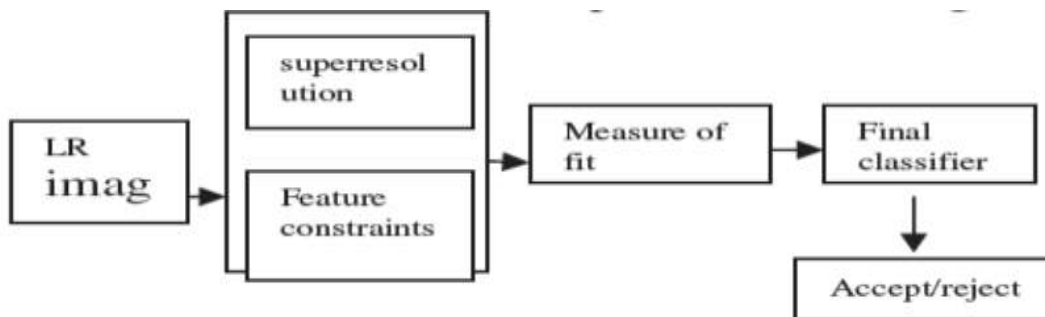 LR
imag
superresol
ution
Feature
constraints
Measure of
fit
Final
classifier
Accept/reject